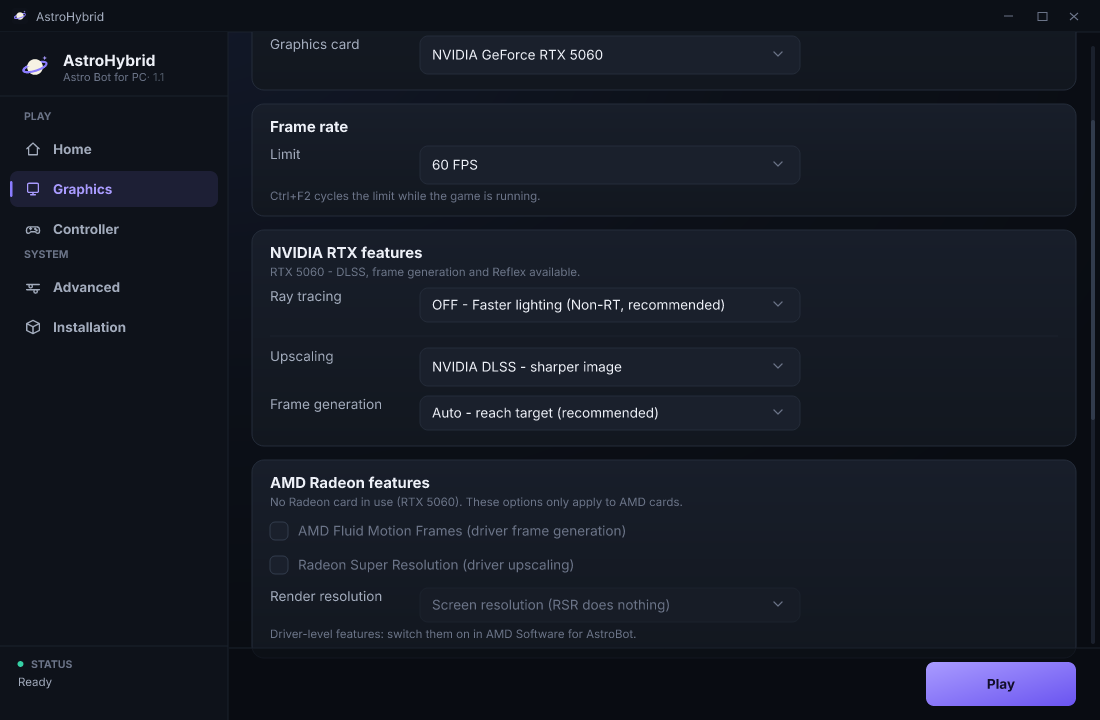 AstroHybrid
AstroHybrid
Astro Bot for PC· 1.1
PLAY
Home
Graphics
Controller
SYSTEM
Advanced
Installation
STATUS
Ready
Graphics card
NVIDIA GeForce RTX 5060
Frame rate
Limit
60 FPS
Ctrl+F2 cycles the limit while the game is running.
NVIDIA RTX features
RTX 5060 - DLSS, frame generation and Reflex available.
Ray tracing
OFF - Faster lighting (Non-RT, recommended)
Upscaling
NVIDIA DLSS - sharper image
Frame generation
Auto - reach target (recommended)
AMD Radeon features
No Radeon card in use (RTX 5060). These options only apply to AMD cards.
AMD Fluid Motion Frames (driver frame generation)
Radeon Super Resolution (driver upscaling)
Render resolution
Screen resolution (RSR does nothing)
Driver-level features: switch them on in AMD Software for AstroBot.
Play